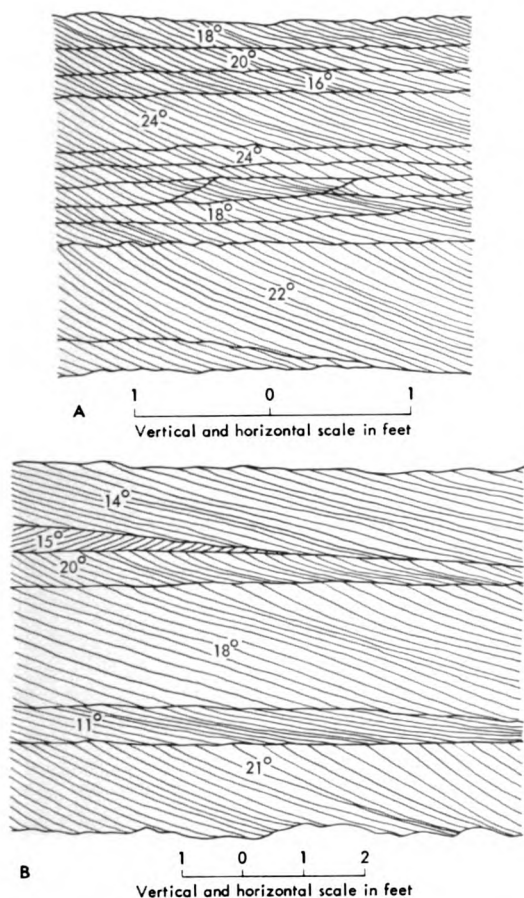 18°
20°
16°
24°
24°
18°
22°
A
1 0 1
Vertical and horizontal scale in feet
14°
15°
20°
18°
11°
21°
B
1 0 1 2
Vertical and horizontal scale in feet